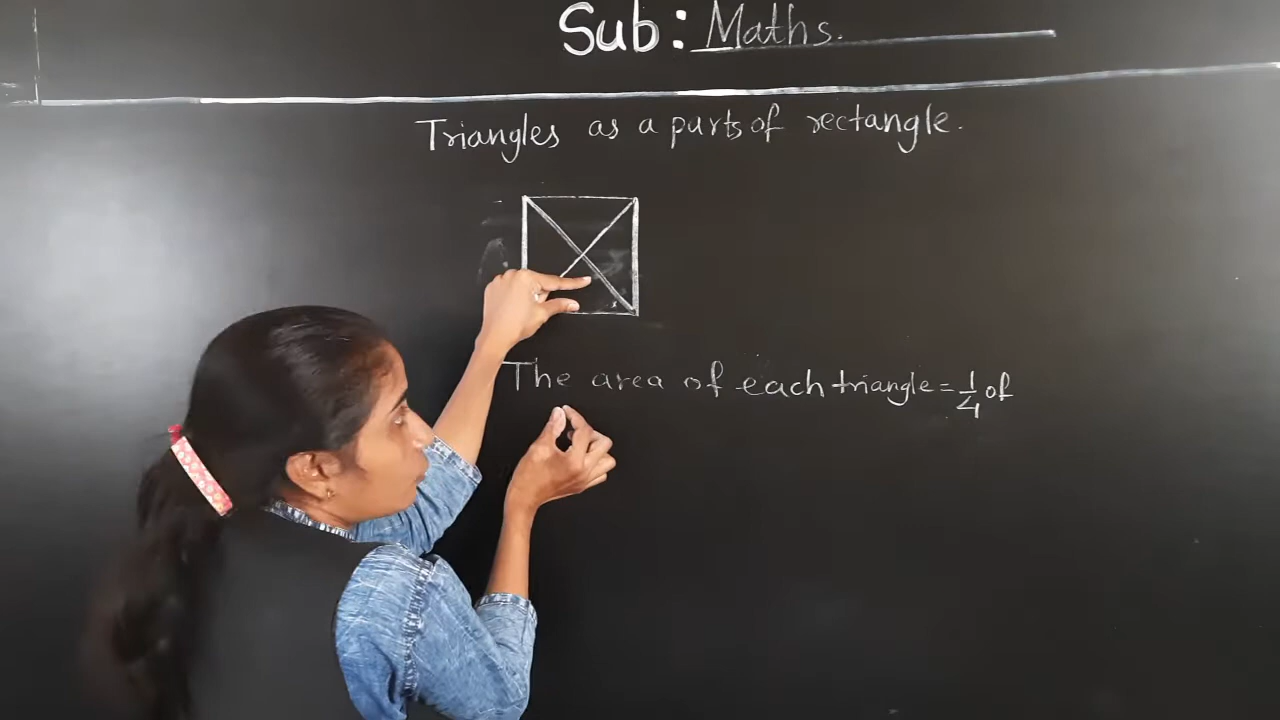 Sub: Maths.
Triangles as a parts of rectangle.
The area of each triangle = 1/4 of